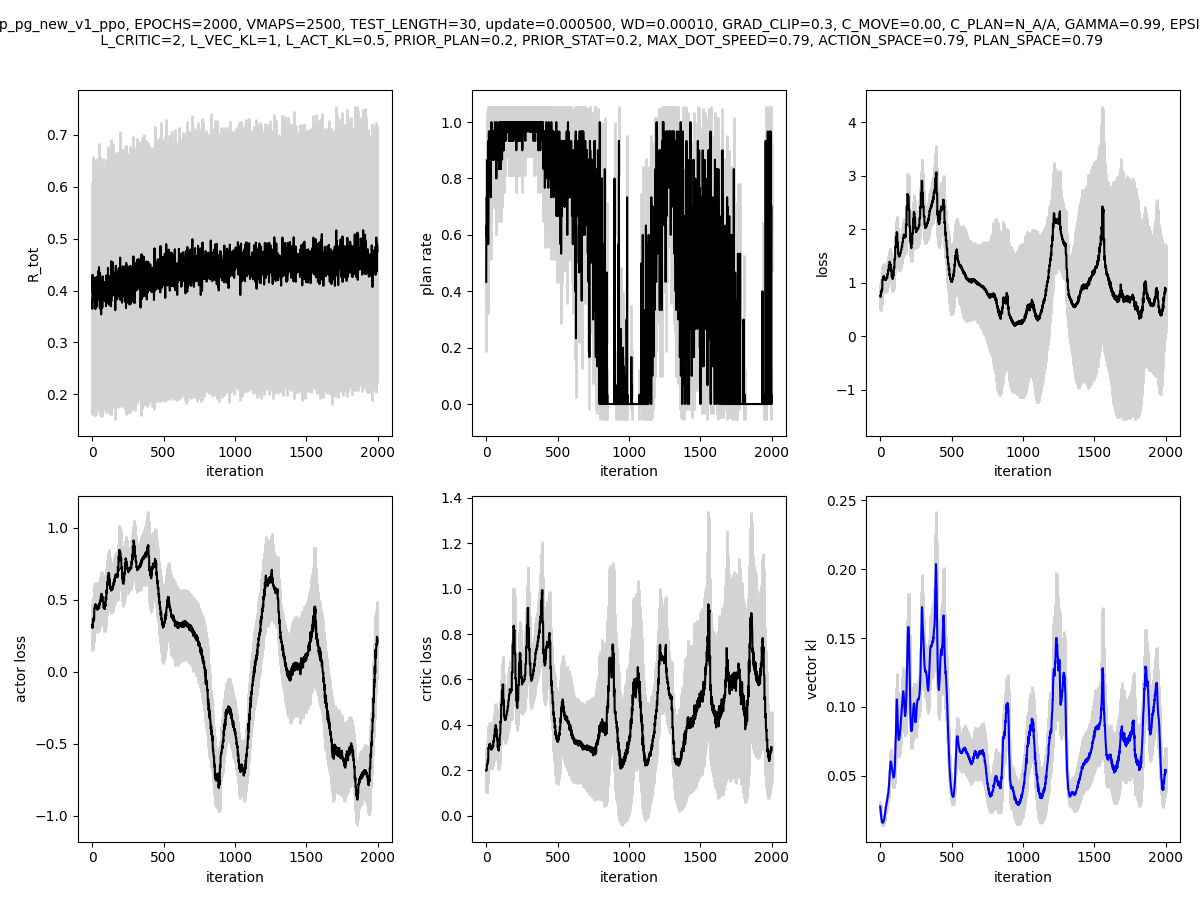 p_pg_new_v1_ppo, EPOCHS=2000, VMAPS=2500, TEST_LENGTH=30, update=0.000500, WD=0.00010, GRAD_CLIP=0.3, C_MOVE=0.00, C_PLAN=N_A/A, GAMMA=0.99, EPSI
L_CRITIC=2, L_VEC_KL=1, L_ACT_KL=0.5, PRIOR_PLAN=0.2, PRIOR_STAT=0.2, MAX_DOT_SPEED=0.79, ACTION_SPACE=0.79, PLAN_SPACE=0.79
R_tot
0.7
0.6
0.5
0.4
0.3
0.2
0 500 1000 1500 2000
iteration
plan rate
1.0
0.8
0.6
0.4
0.2
0.0
0 500 1000 1500 2000
iteration
loss
4
3
2
1
0
−1
0 500 1000 1500 2000
iteration
actor loss
1.0
0.5
0.0
−0.5
−1.0
0 500 1000 1500 2000
iteration
critic loss
1.4
1.2
1.0
0.8
0.6
0.4
0.2
0.0
0 500 1000 1500 2000
iteration
vector kl
0.25
0.20
0.15
0.10
0.05
0 500 1000 1500 2000
iteration